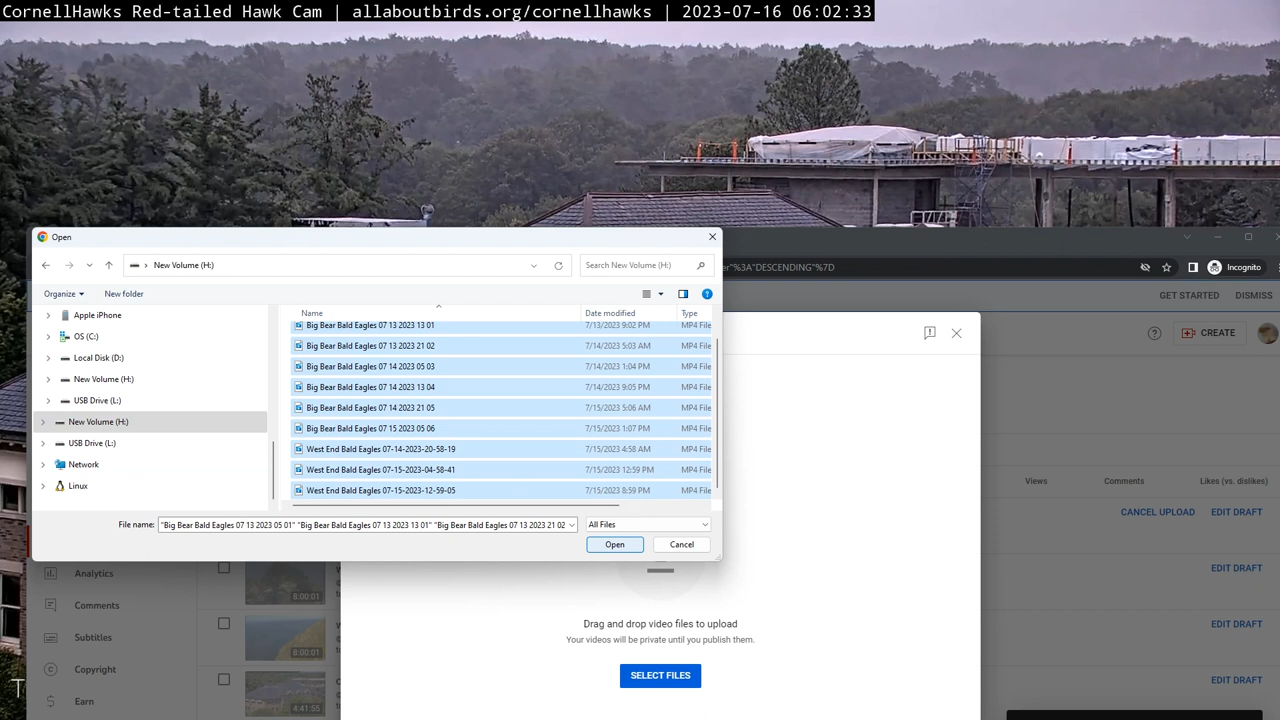 CornellHawks Red-tailed Hawk Cam | allaboutbirds.org/cornellhawks | 2023-07-16 06:02:33
Open
New Volume (H:)
Search New Volume (H:)
er"%3A"DESCENDING"%7D
Incognito
Organize
New folder
GET STARTED
DISMISS
Name
Date modified
Type
Apple iPhone
OS (C:)
Local Disk (D:)
New Volume (H:)
USB Drive (L:)
New Volume (H:)
USB Drive (L:)
Network
Linux
Big Bear Bald Eagles 07 13 2023 13 01 7/13/2023 9:02 PM MP4 File
Big Bear Bald Eagles 07 13 2023 21 02 7/14/2023 5:03 AM MP4 File
Big Bear Bald Eagles 07 14 2023 05 03 7/14/2023 1:04 PM MP4 File
Big Bear Bald Eagles 07 14 2023 13 04 7/14/2023 9:05 PM MP4 File
Big Bear Bald Eagles 07 14 2023 21 05 7/15/2023 5:06 AM MP4 File
Big Bear Bald Eagles 07 15 2023 05 06 7/15/2023 1:07 PM MP4 File
West End Bald Eagles 07-14-2023-20-58-19 7/15/2023 4:58 AM MP4 File
West End Bald Eagles 07-15-2023-04-58-41 7/15/2023 12:59 PM MP4 File
West End Bald Eagles 07-15-2023-12-59-05 7/15/2023 8:59 PM MP4 File
File name:
"Big Bear Bald Eagles 07 13 2023 05 01" "Big Bear Bald Eagles 07 13 2023 13 01" "Big Bear Bald Eagles 07 13 2023 21 02
All Files
Open
Cancel
CREATE
Views
Comments
Likes (vs. dislikes)
CANCEL UPLOAD
EDIT DRAFT
EDIT DRAFT
EDIT DRAFT
EDIT DRAFT
Analytics
Comments
Subtitles
Copyright
Earn
8:00:01
8:00:01
4:41:55
Drag and drop video files to upload
Your videos will be private until you publish them.
SELECT FILES